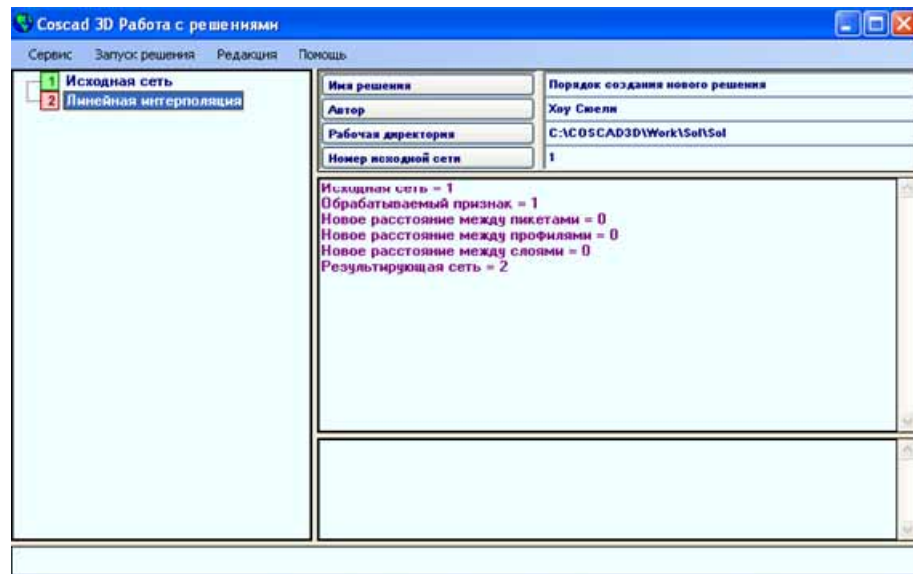 Coscad 3D Работа с решениями
Сервис Запуск решения Редакция Помощь
1 Исходная сеть
2 Линейная интерполяция
Имя решения Порядок создания нового решения
Автор Хоу Сюели
Рабочая директория C:\COSCAD3D\Work\Sol\Sol
Номер исходной сети 1
Исходная сеть = 1
Обрабатываемый признак = 1
Новое расстояние между пикетами = 0
Новое расстояние между профилями = 0
Новое расстояние между слоями = 0
Результирующая сеть = 2